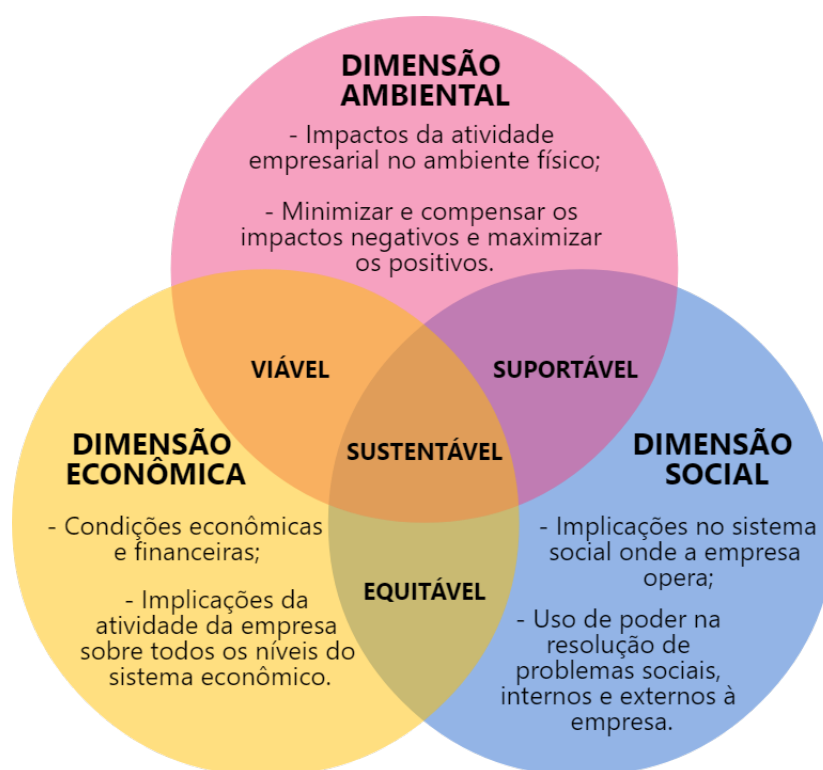 DIMENSÃO
AMBIENTAL
- Impactos da atividade
empresarial no ambiente físico;
- Minimizar e compensar os
impactos negativos e maximizar
os positivos.
VIÁVEL
SUPORTÁVEL
SUSTENTÁVEL
DIMENSÃO
ECONÔMICA
- Condições econômicas
e financeiras;
- Implicações da
atividade da empresa
sobre todos os níveis do
sistema econômico.
EQUITÁVEL
DIMENSÃO
SOCIAL
- Implicações no sistema
social onde a empresa
opera;
- Uso de poder na
resolução de
problemas sociais,
internos e externos à
empresa.